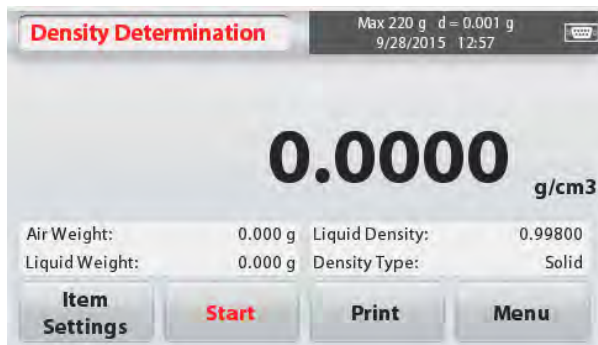 Density Determination
Max 220 g d = 0.001 g
9/28/2015 12:57
0.0000
g/cm3
Air Weight: 0.000 g Liquid Density: 0.99800
Liquid Weight: 0.000 g Density Type: Solid
Item Settings
Start
Print
Menu